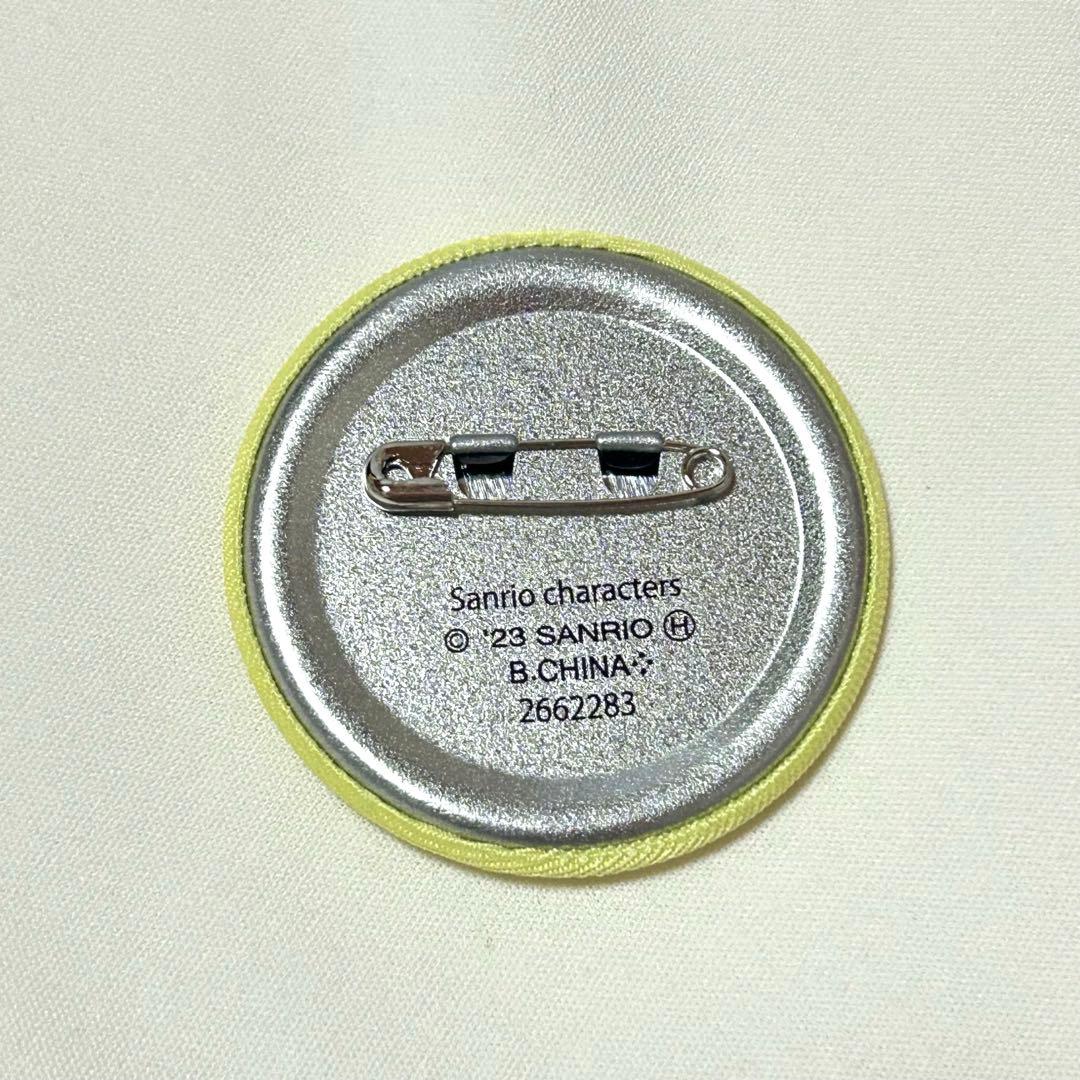 Sanrio characters
© '23 SANRIO Ⓗ
B.CHINA⁘
2662283